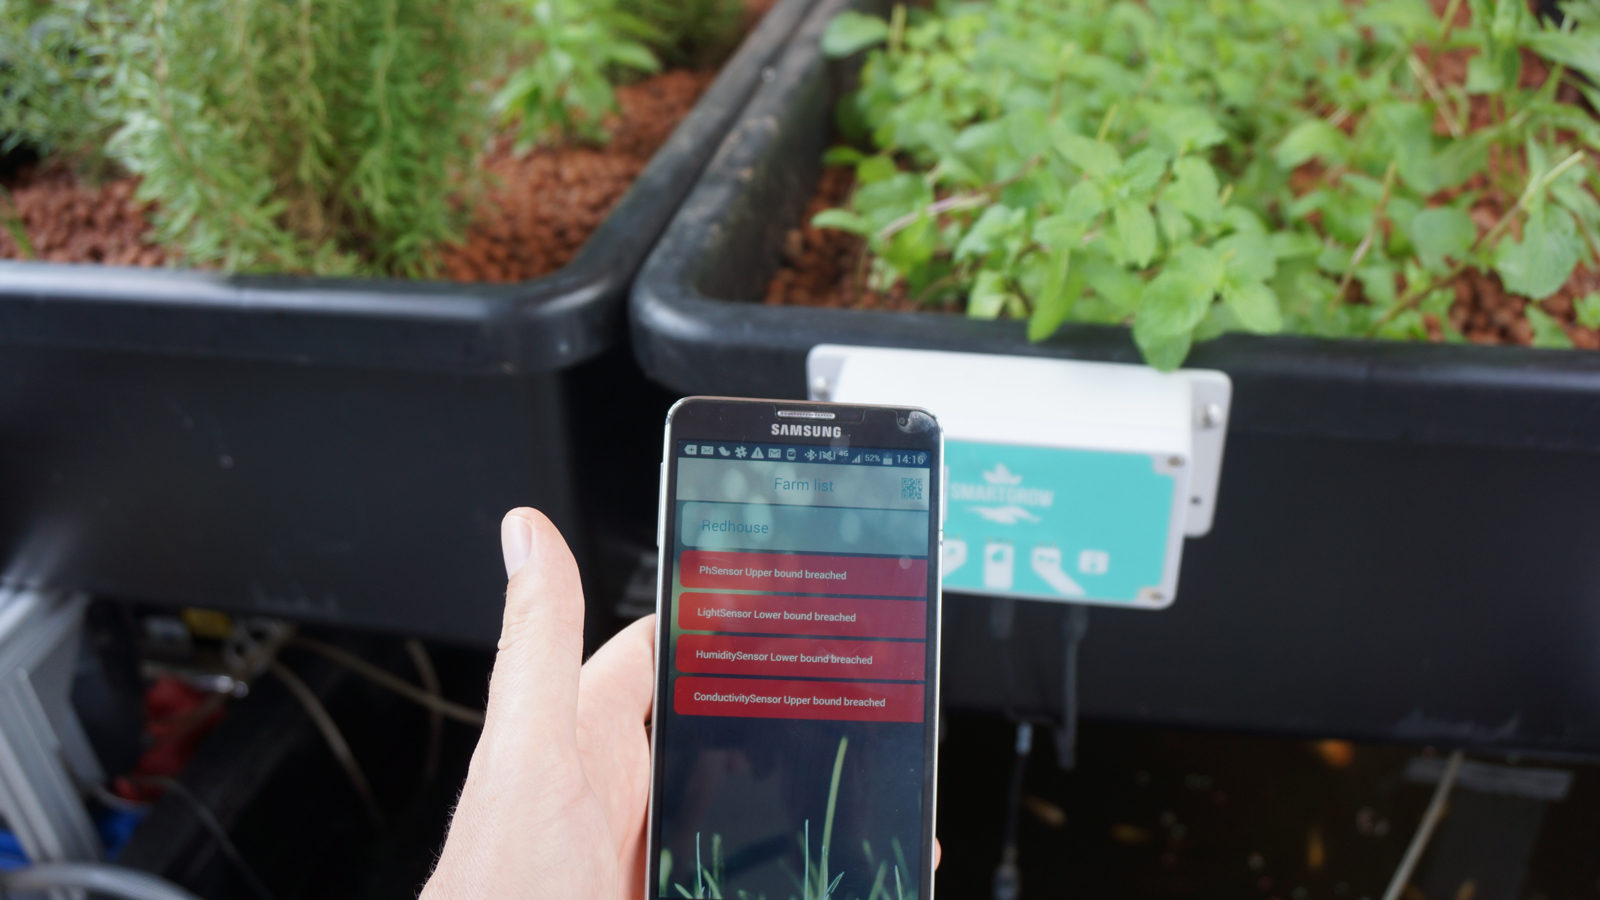 SAMSUNG
4G 52% 14:16
Farm list
Redhouse
PhSensor Upper bound breached
LightSensor Lower bound breached
HumiditySensor Lower bound breached
ConductivitySensor Upper bound breached
SMARTGROW